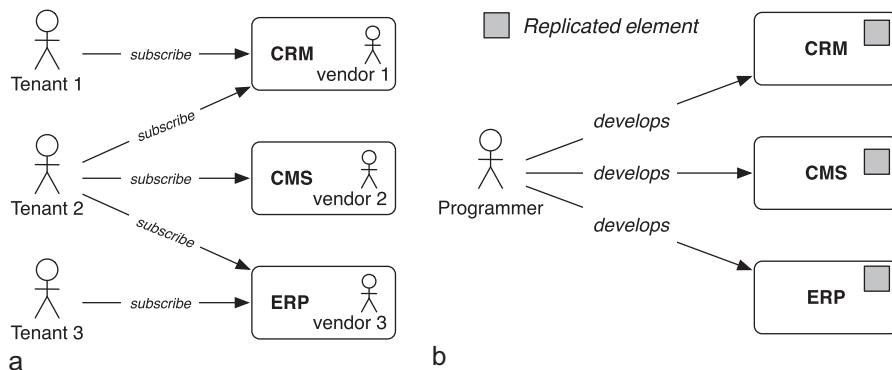 Tenant 1
subscribe
CRM
vendor 1
subscribe
Tenant 2
subscribe
CMS
vendor 2
subscribe
Tenant 3
subscribe
ERP
vendor 3
a
Replicated element
CRM
develops
Programmer
develops
CMS
develops
ERP
b